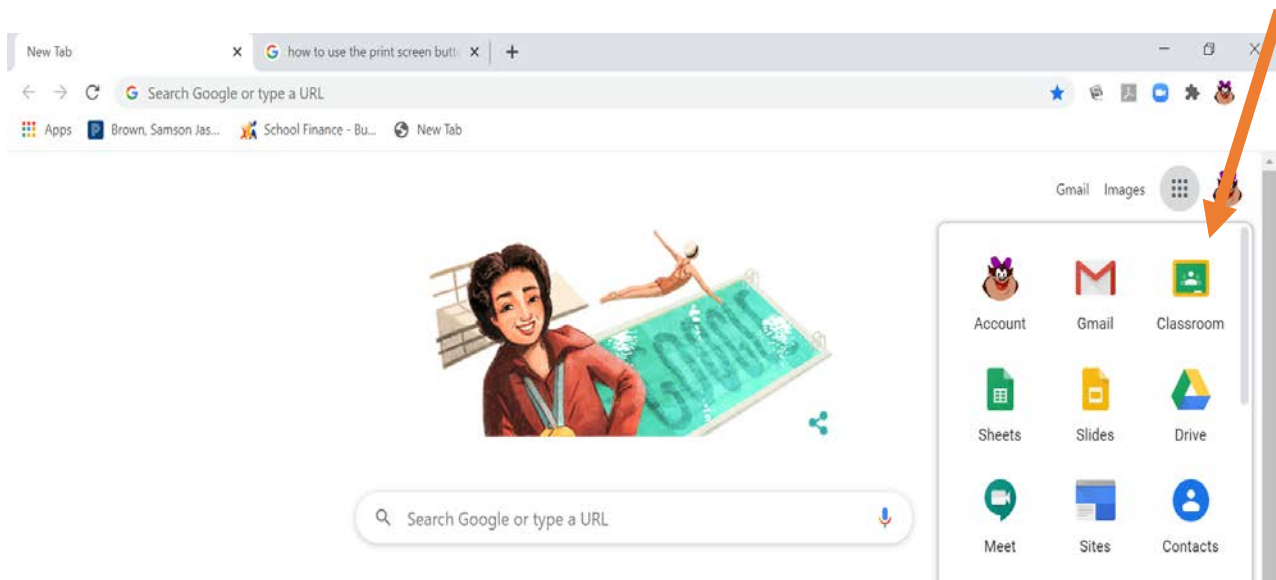 New Tab
how to use the print screen butt
Search Google or type a URL
Apps
Brown, Samson Jas...
School Finance - Bu...
New Tab
Gmail Images
GOOGLE
Account Gmail Classroom
Sheets Slides Drive
Search Google or type a URL
Meet Sites Contacts